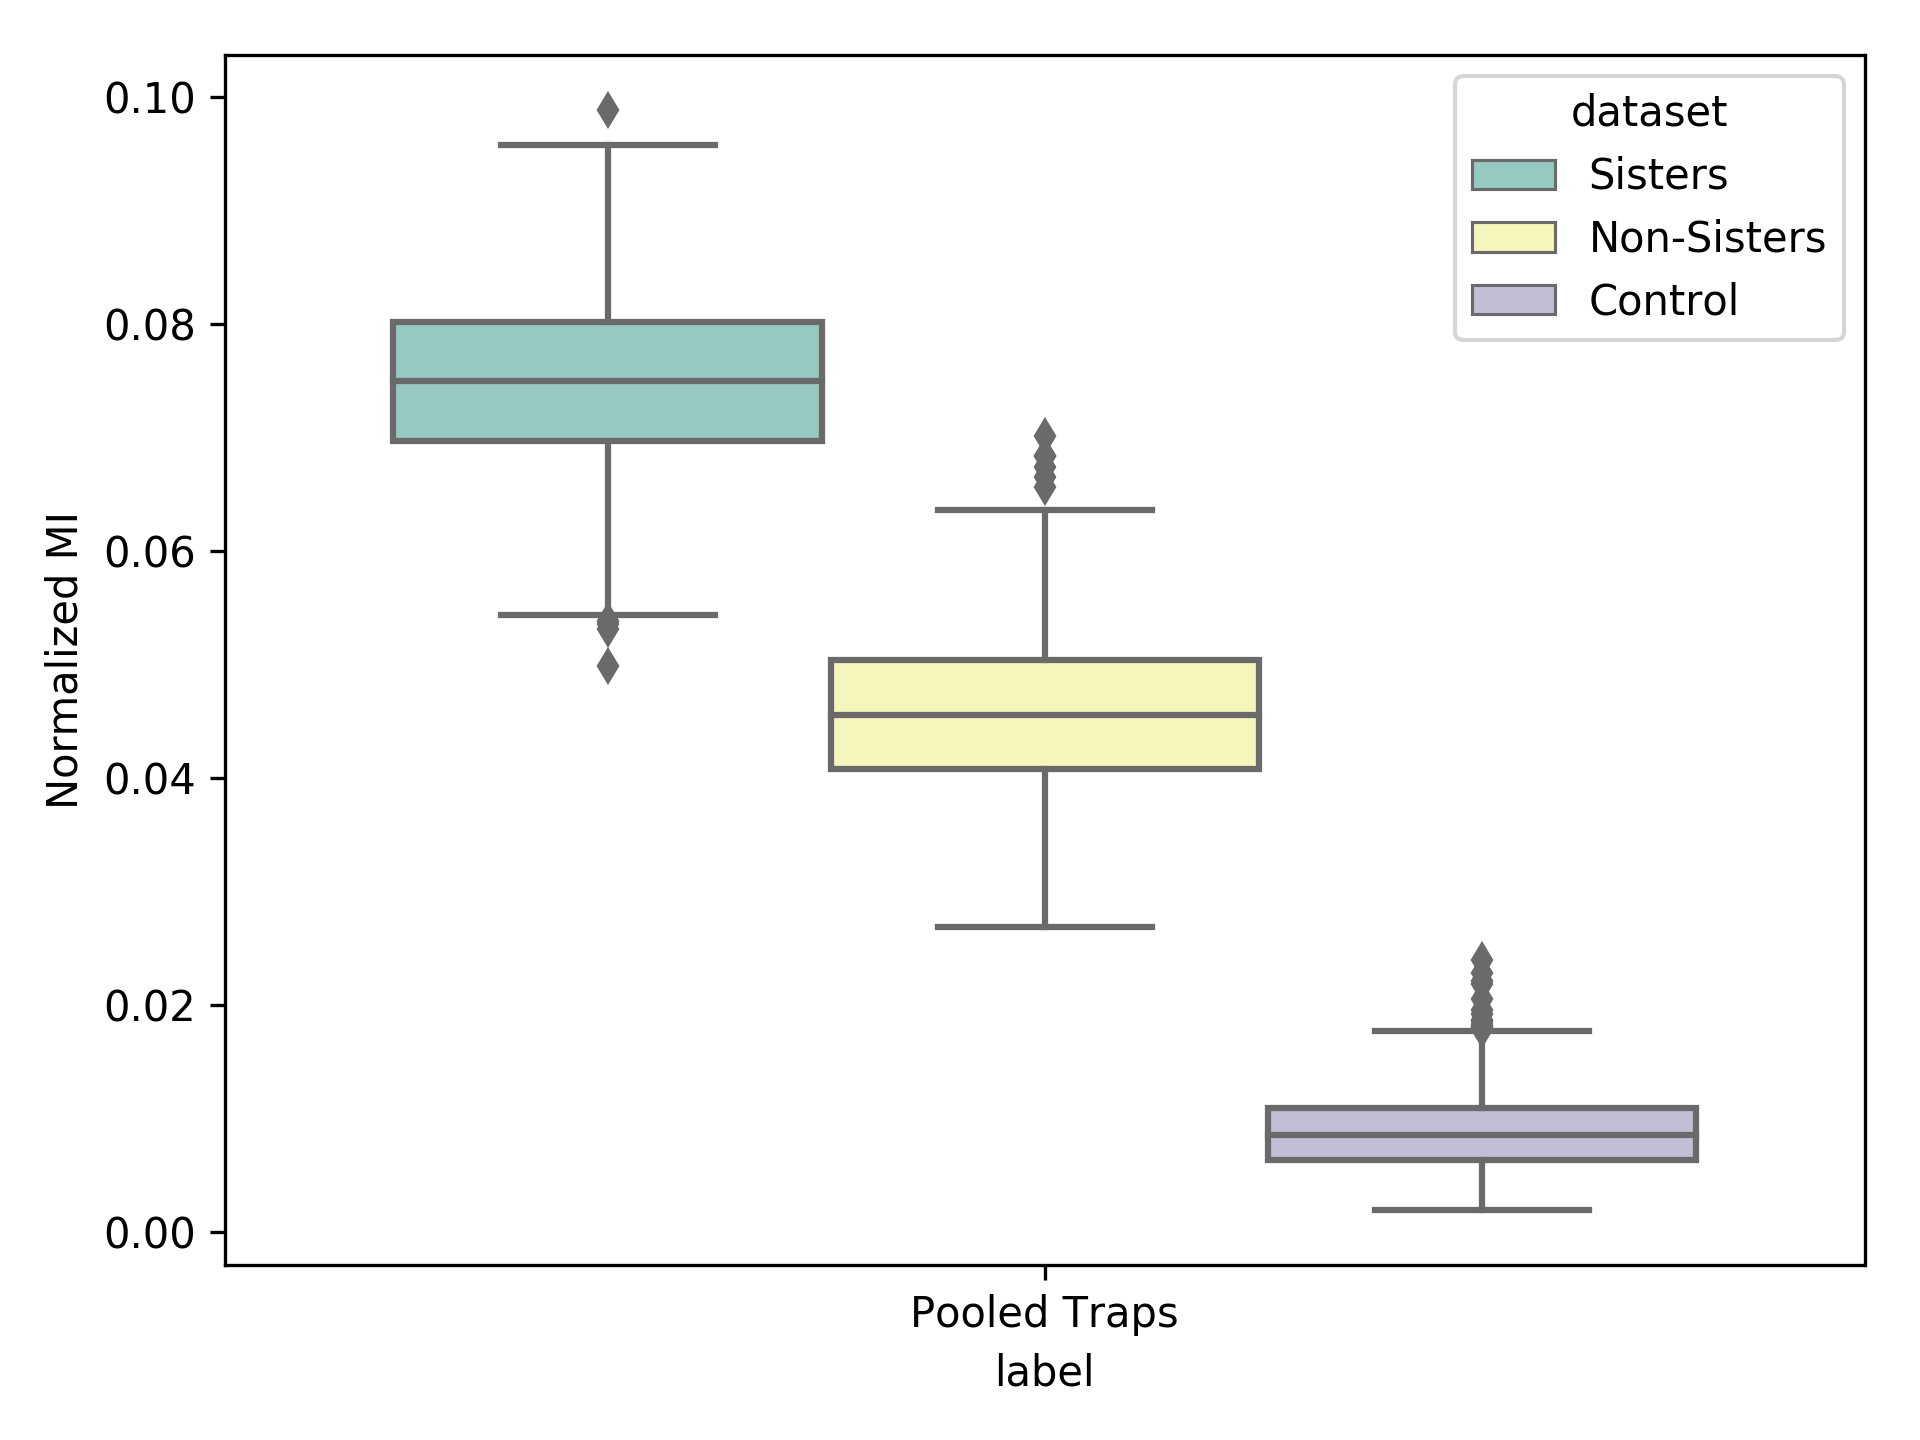 0.10
0.08
0.06
0.04
0.02
0.00
Normalized MI
dataset
Sisters
Non-Sisters
Control
Pooled Traps
label